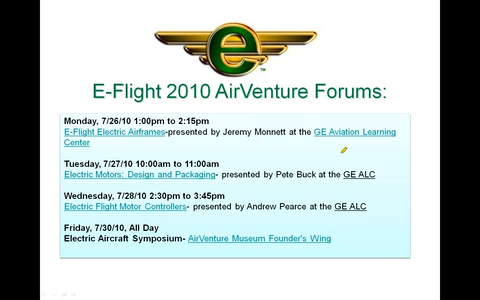 e
TM
E-Flight 2010 AirVenture Forums:
Monday, 7/26/10 1:00pm to 2:15pm
E-Flight Electric Airframes-presented by Jeremy Monnett at the GE Aviation Learning
Center
Tuesday, 7/27/10 10:00am to 11:00am
Electric Motors: Design and Packaging- presented by Pete Buck at the GE ALC
Wednesday, 7/28/10 2:30pm to 3:45pm
Electric Flight Motor Controllers- presented by Andrew Pearce at the GE ALC
Friday, 7/30/10, All Day
Electric Aircraft Symposium- AirVenture Museum Founder's Wing